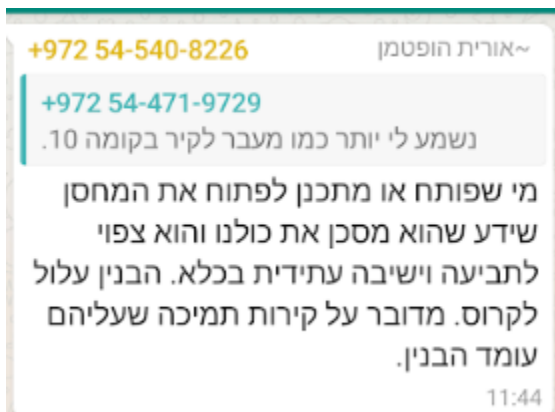 +972 54-540-8226 ~אורית הופטמן
+972 54-471-9729
נשמע לי יותר כמו מעבר לקיר בקומה 10.
מי שפותח או מתכנן לפתוח את המחסן
שידע שהוא מסכן את כולנו והוא צפוי
לתביעה וישיבה עתידית בכלא. הבנין עלול
לקרוס. מדובר על קירות תמיכה שעליהם
עומד הבנין.
11:44